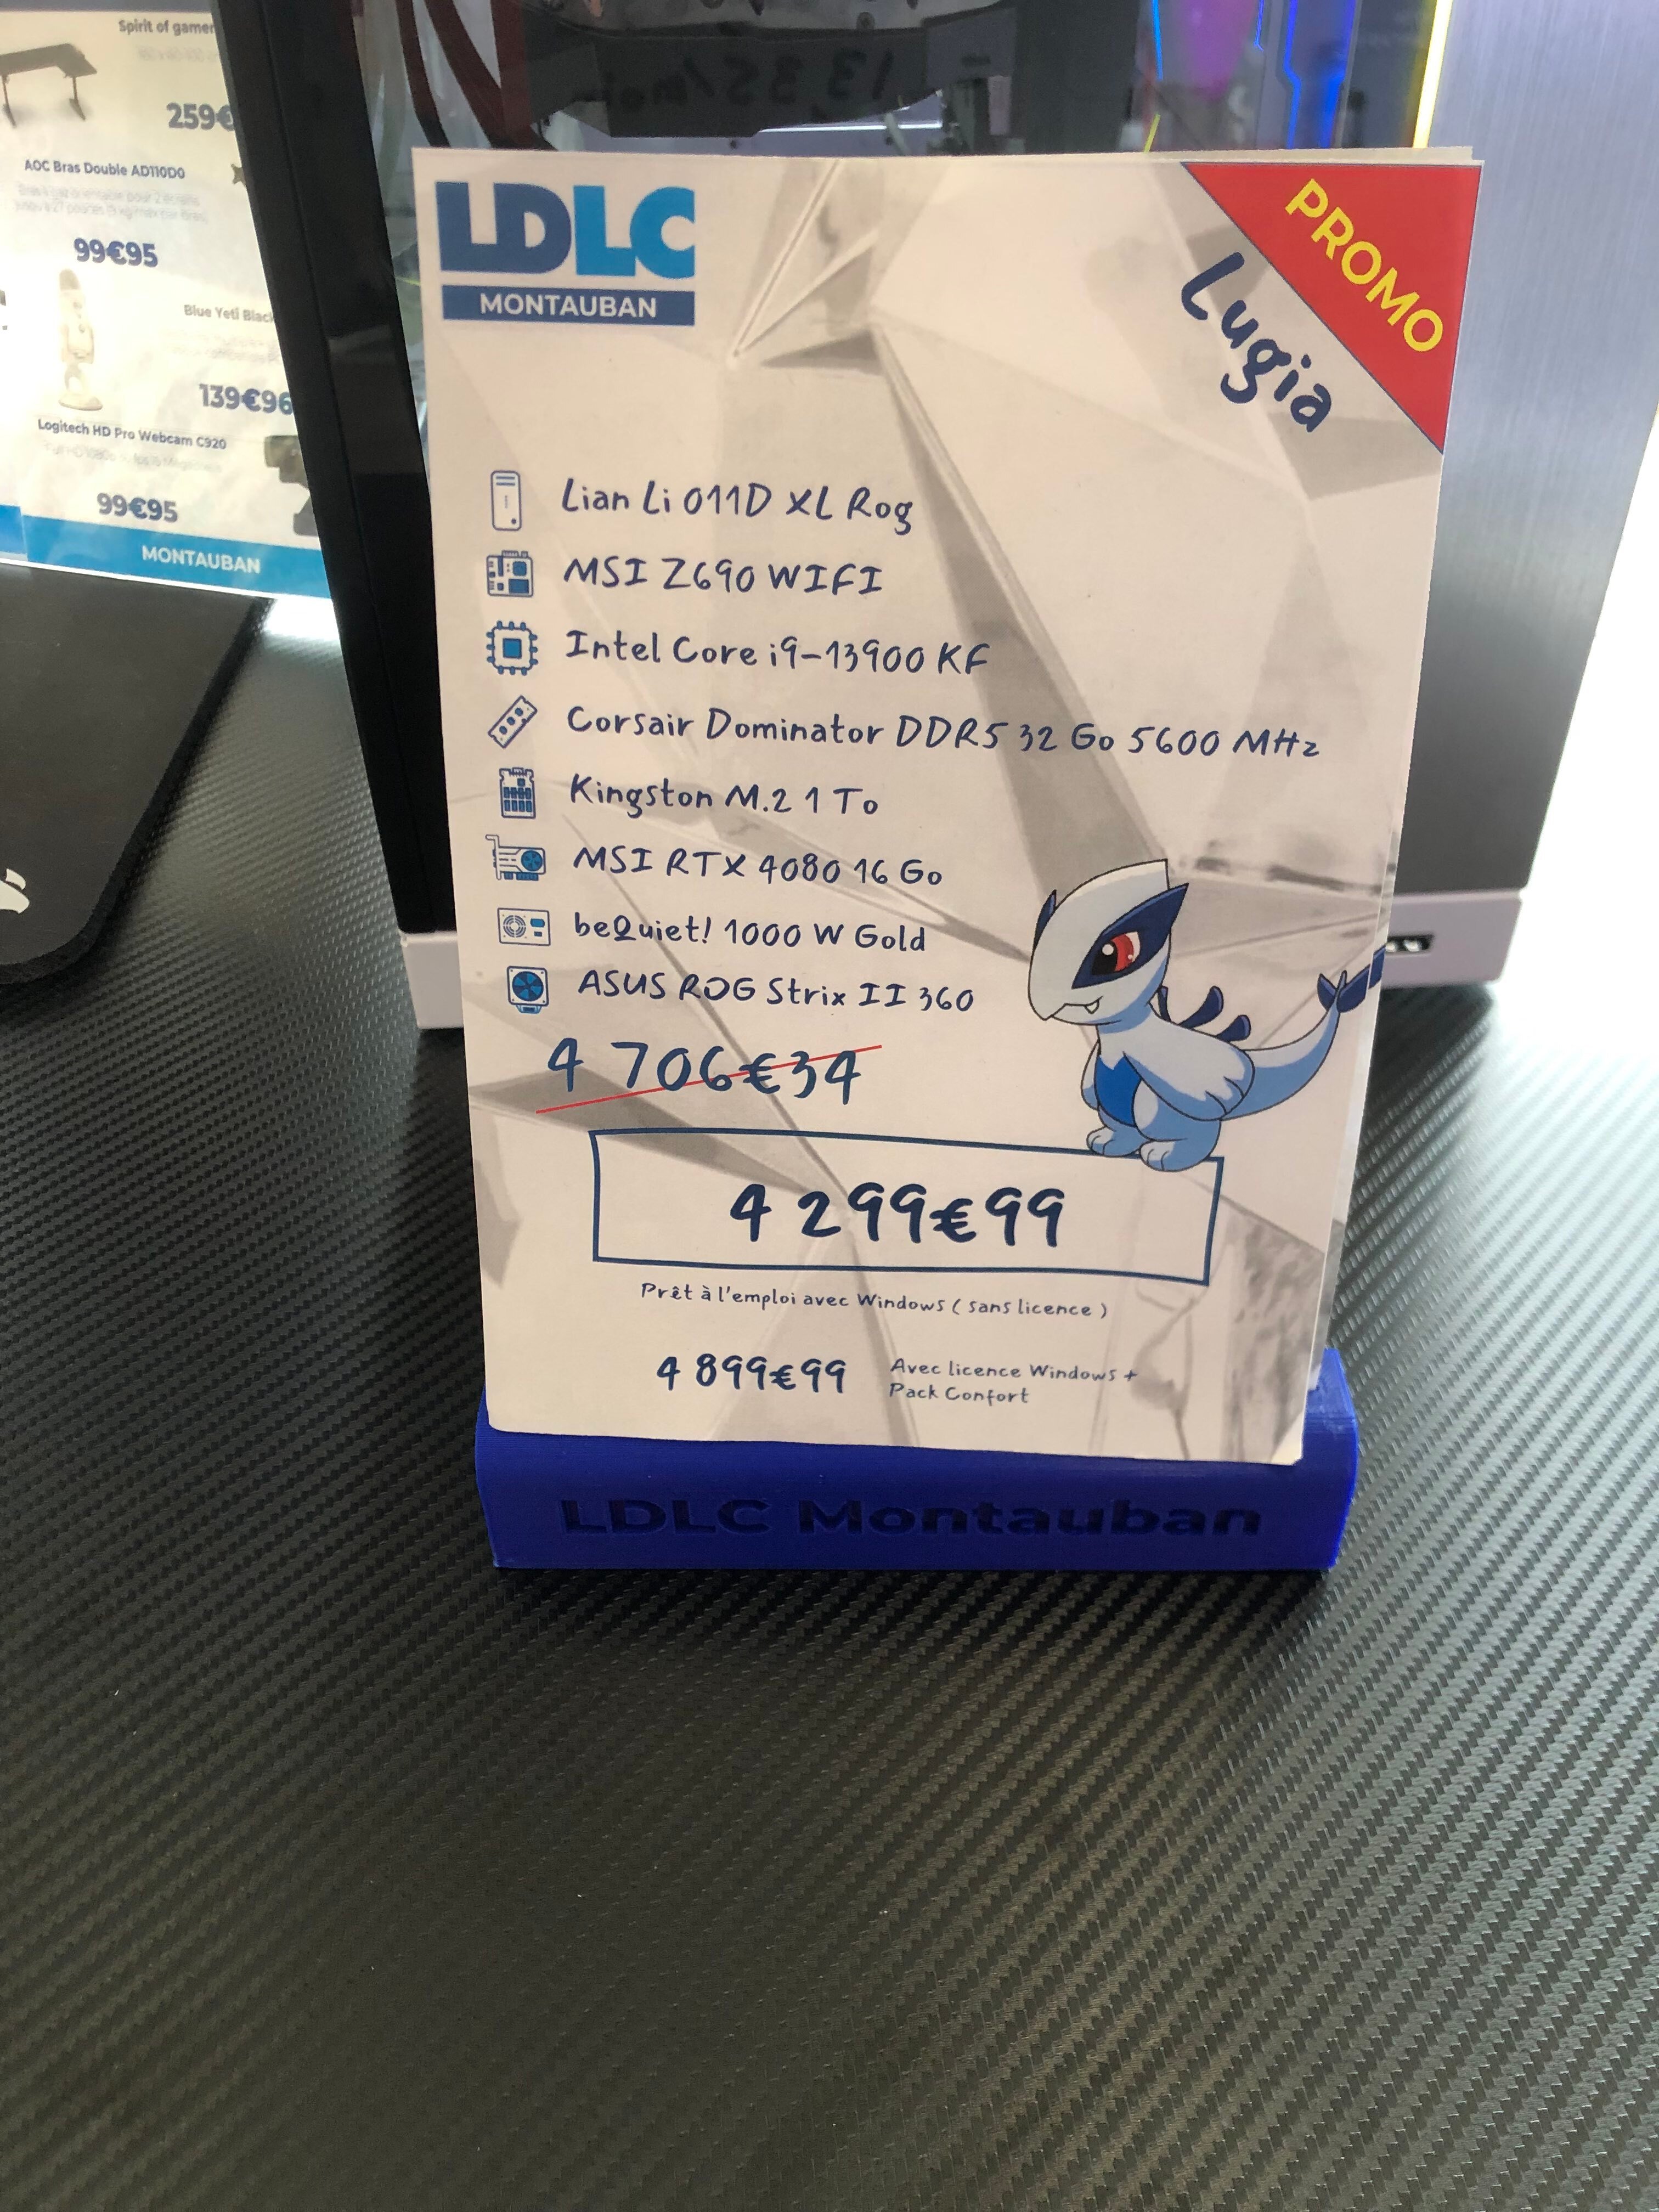 Spirit of gamer
259€
AOC Bras Double AD110D0
99€95
Blue Yeti Black
139€96
Logitech HD Pro Webcam C920
99€95
MONTAUBAN
LDLC
MONTAUBAN
PROMO
Lugia
Lian Li O11D XL Rog
MSI Z690 WIFI
Intel Core i9-13900 KF
Corsair Dominator DDR5 32 Go 5600 MHz
Kingston M.2 1 To
MSI RTX 4080 16 Go
beQuiet! 1000 W Gold
ASUS ROG Strix II 360
4 706€34
4 299€99
Prêt à l'emploi avec Windows ( sans licence )
4 899€99
Avec licence Windows +
Pack Confort
LDLC Montauban